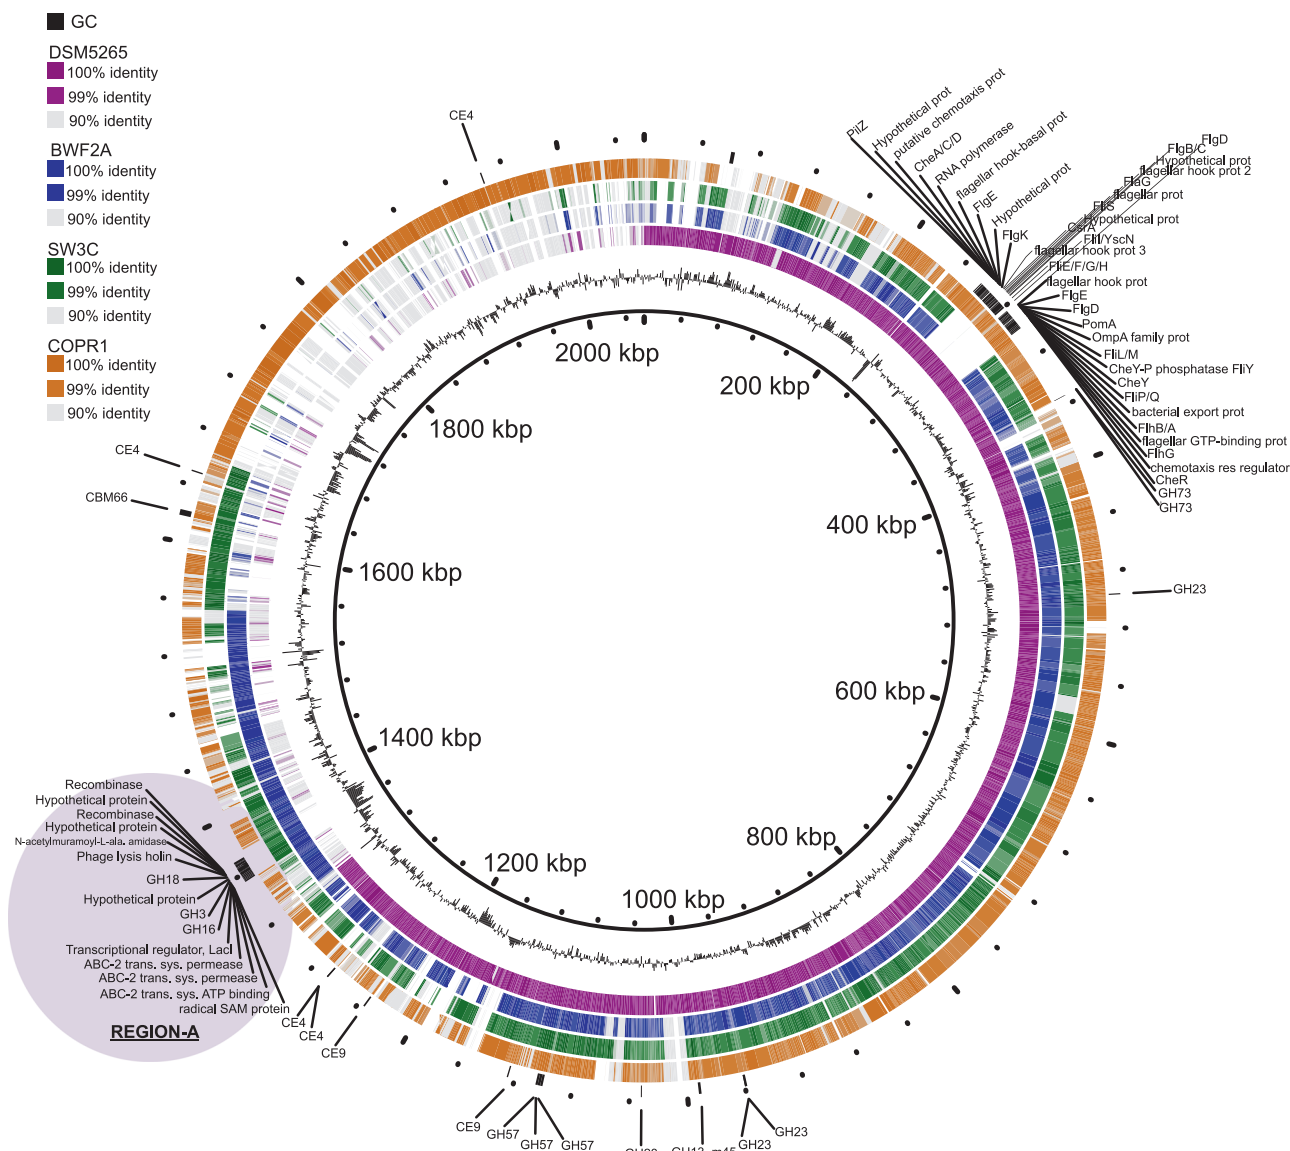 GC
DSM5265
100% identity
99% identity
90% identity
BWF2A
100% identity
99% identity
90% identity
SW3C
100% identity
99% identity
90% identity
COPR1
100% identity
99% identity
90% identity
CE4
PilZ
Hypothetical prot
putative chemotaxis prot
CheA/C/D
RNA polymerase
flagellar hook-basal prot
FlgE
Hypothetical prot
FlgK
FlgD
FlgB/C
Hypothetical prot
flagellar hook prot 2
FlaG
flagellar prot
FliS
Hypothetical prot
CsrA
FliI/YscN
flagellar hook prot 3
FliE/F/G/H
flagellar hook prot
FlgE
FlgD
PomA
OmpA family prot
FliL/M
CheY-P phosphatase FliY
CheY
FliP/Q
bacterial export prot
FlhB/A
flagellar GTP-binding prot
FlhG
chemotaxis res regulator
CheR
GH73
GH73
GH23
2000 kbp
200 kbp
400 kbp
600 kbp
800 kbp
1000 kbp
1200 kbp
1400 kbp
1600 kbp
1800 kbp
CE4
CBM66
Recombinase
Hypothetical protein
Recombinase
Hypothetical protein
N-acetylmuramoyl-L-ala. amidase
Phage lysis holin
GH18
Hypothetical protein
GH3
GH16
Transcriptional regulator, LacI
ABC-2 trans. sys. permease
ABC-2 trans. sys. permease
ABC-2 trans. sys. ATP binding
radical SAM protein
REGION-A
CE4
CE4
CE9
CE9
GH57
GH57
GH57
GH23
GH23